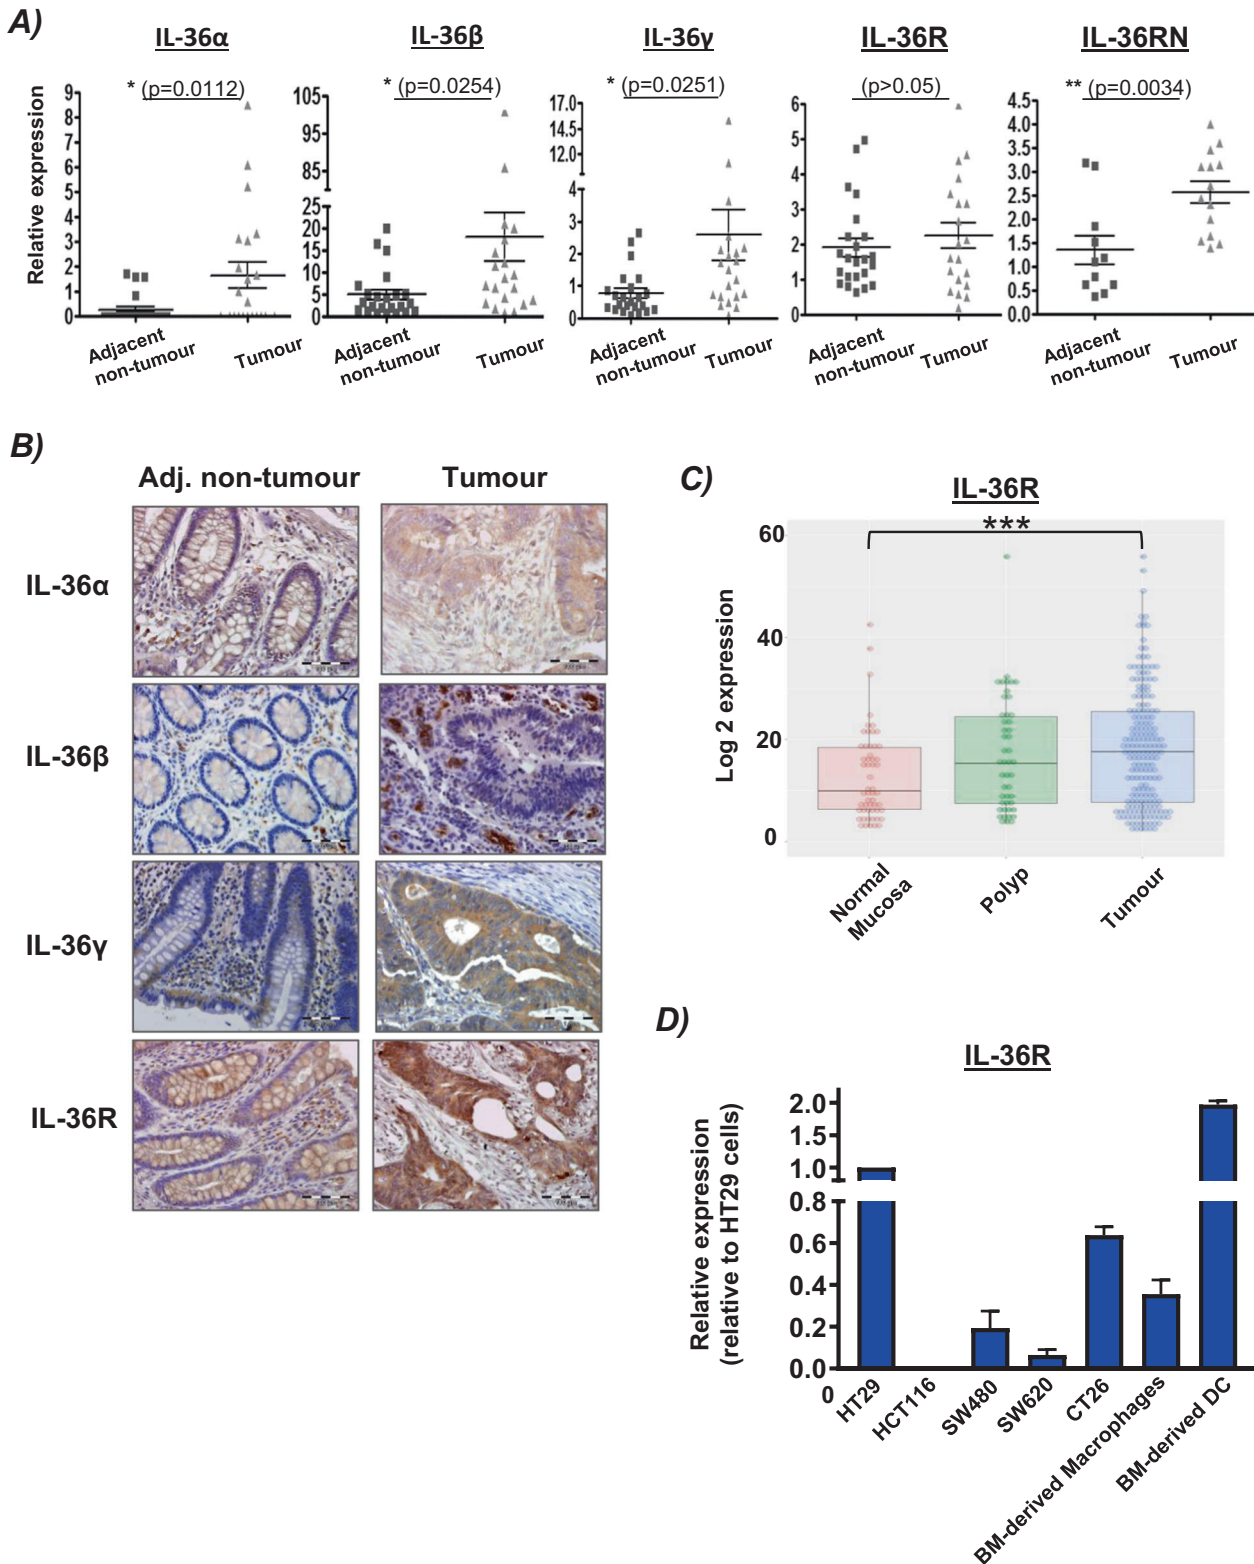 A)
IL-36α
IL-36β
IL-36γ
IL-36R
IL-36RN
* (p=0.0112)
* (p=0.0254)
* (p=0.0251)
(p>0.05)
** (p=0.0034)
Relative expression
9
8
7
6
5
4
3
2
1
0
105
95
85
25
20
15
10
5
0
17.0
14.5
12.0
4
3
2
1
0
6
5
4
3
2
1
0
4.5
4.0
3.5
3.0
2.5
2.0
1.5
1.0
0.5
0.0
Adjacent
non-tumour
Tumour
Adjacent
non-tumour
Tumour
Adjacent
non-tumour
Tumour
Adjacent
non-tumour
Tumour
Adjacent
non-tumour
Tumour
B)
Adj. non-tumour
Tumour
IL-36α
IL-36β
IL-36γ
IL-36R
C)
IL-36R
***
Log 2 expression
60
40
20
0
Normal
Mucosa
Polyp
Tumour
D)
IL-36R
Relative expression
(relative to HT29 cells)
2.0
1.5
1.0
0.8
0.6
0.4
0.2
0.0
0
HT29
HCT116
SW480
SW620
CT26
BM-derived Macrophages
BM-derived DC